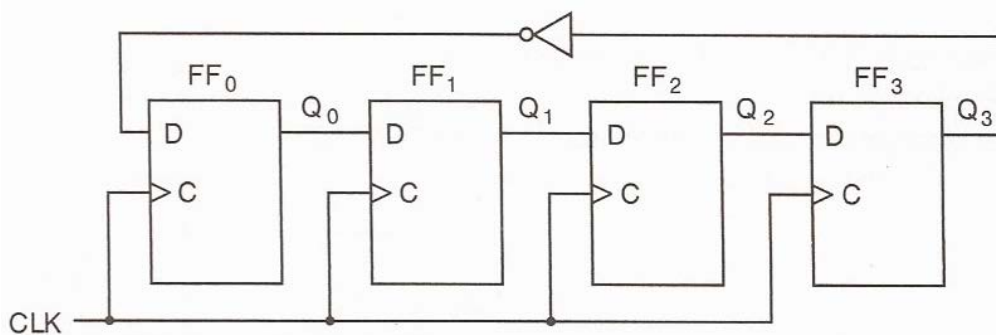 FF₀ FF₁ FF₂ FF₃
Q₀ Q₁ Q₂ Q₃
D D D D
C C C C
CLK